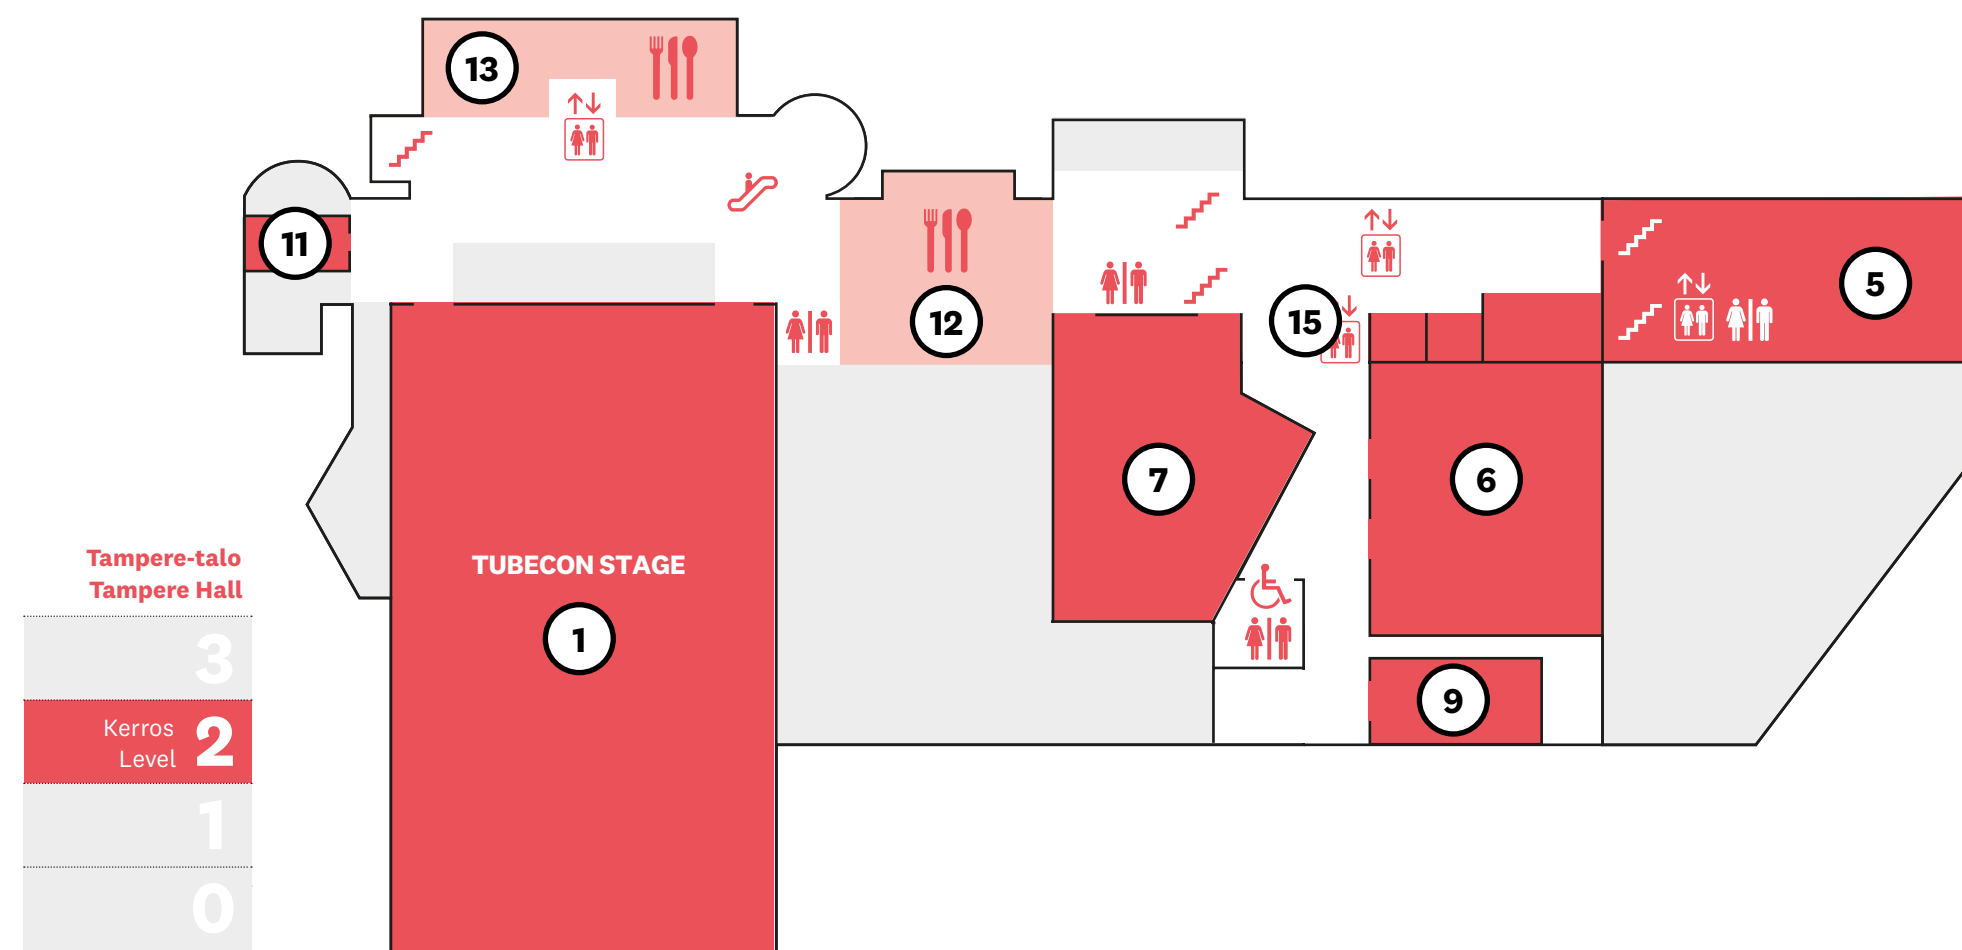 13
11
12
15
5
7
6
TUBECON STAGE
1
9
Tampere-talo
Tampere Hall
3
Kerros
Level
2
1
0